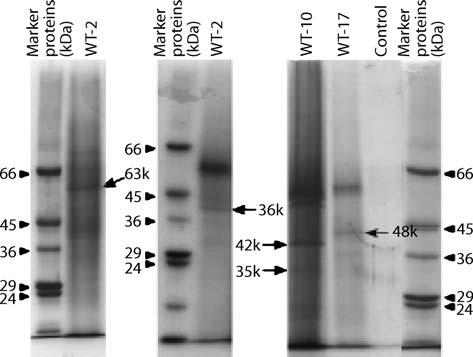 Marker
proteins
(kDa)
WT-2
66
63k
45
36
29
24
Marker
proteins
(kDa)
WT-2
66
45
36
36k
29
24
WT-10
WT-17
Control
Marker
proteins
(kDa)
66
48k
45
42k
36
35k
29
24